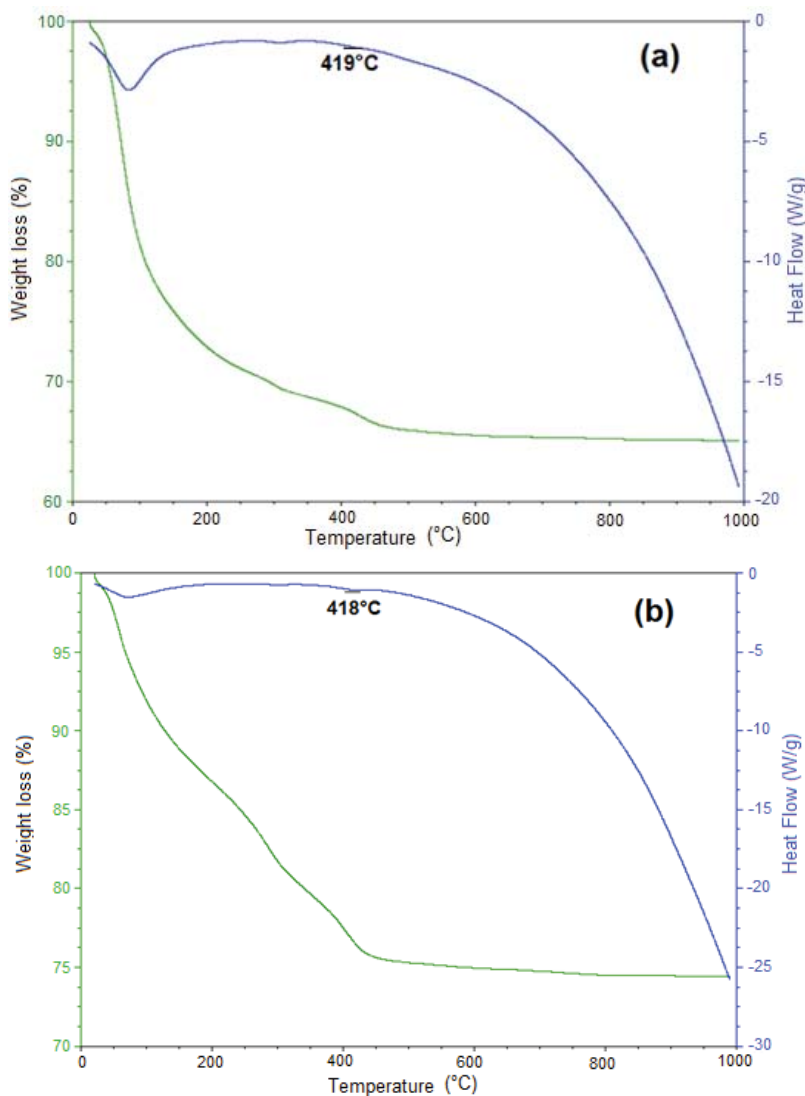 (a)
419°C
100
90
80
70
60
Weight loss (%)
0
-5
-10
-15
-20
Heat Flow (W/g)
0 200 400 600 800 1000
Temperature (°C)
(b)
418°C
100
95
90
85
80
75
70
Weight loss (%)
0
-5
-10
-15
-20
-25
-30
Heat Flow (W/g)
0 200 400 600 800 1000
Temperature (°C)